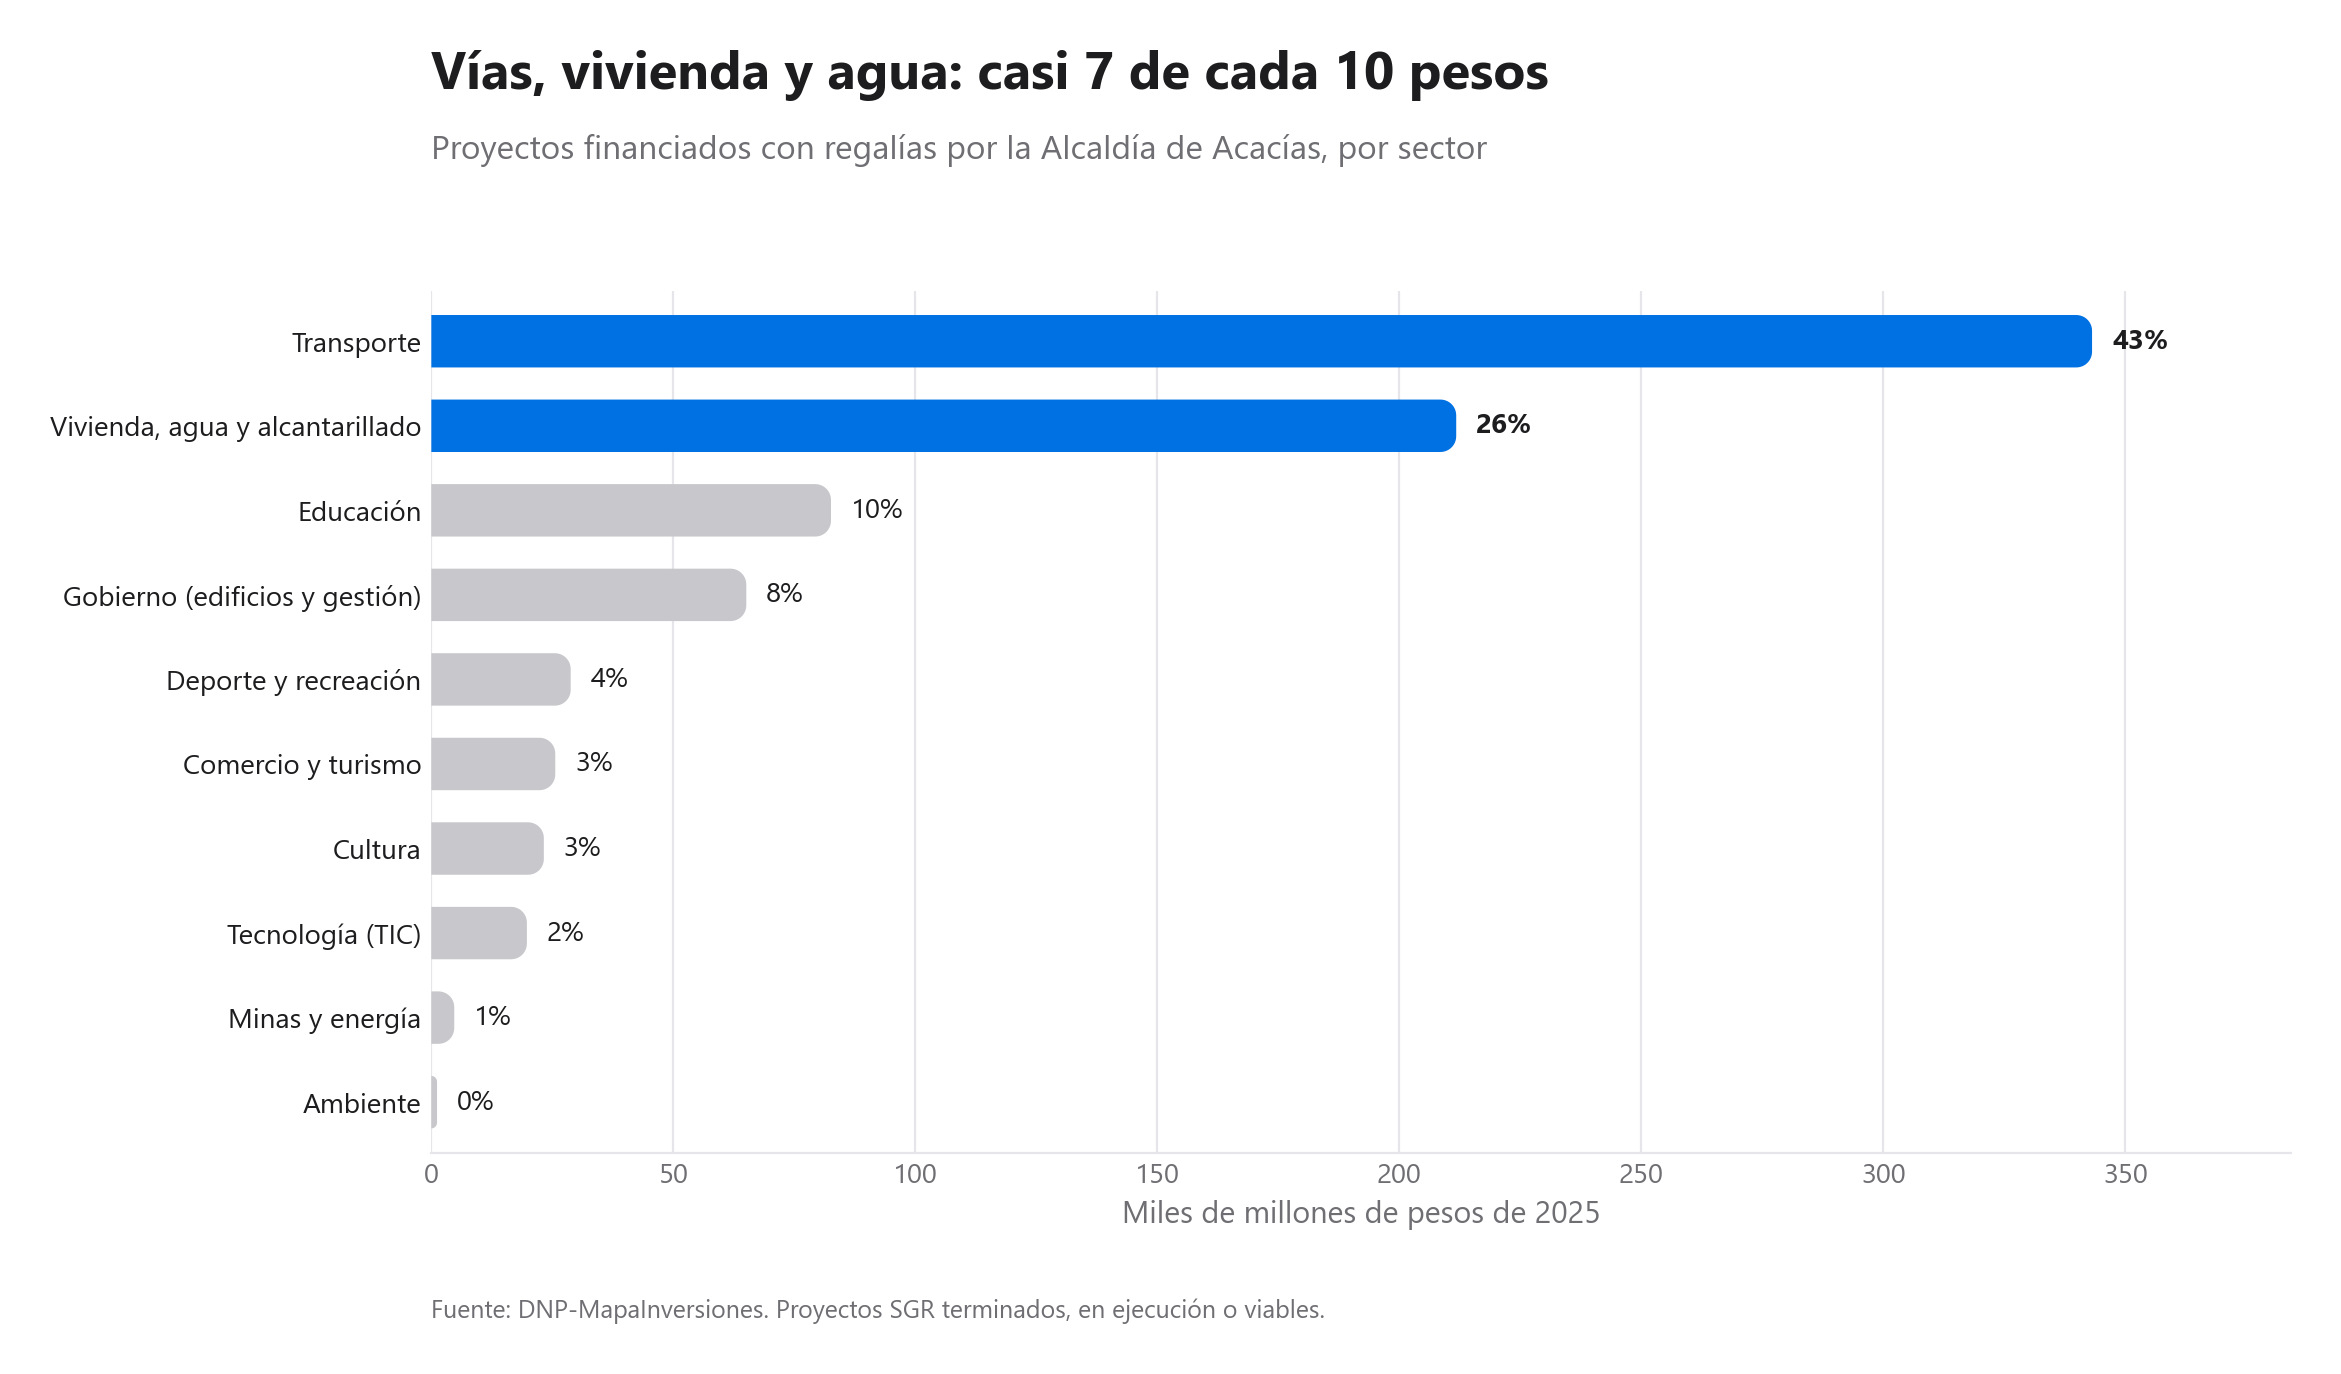 Vías, vivienda y agua: casi 7 de cada 10 pesos
Proyectos financiados con regalías por la Alcaldía de Acacías, por sector
Transporte 43%
Vivienda, agua y alcantarillado 26%
Educación 10%
Gobierno (edificios y gestión) 8%
Deporte y recreación 4%
Comercio y turismo 3%
Cultura 3%
Tecnología (TIC) 2%
Minas y energía 1%
Ambiente 0%
0 50 100 150 200 250 300 350
Miles de millones de pesos de 2025
Fuente: DNP-MapaInversiones. Proyectos SGR terminados, en ejecución o viables.